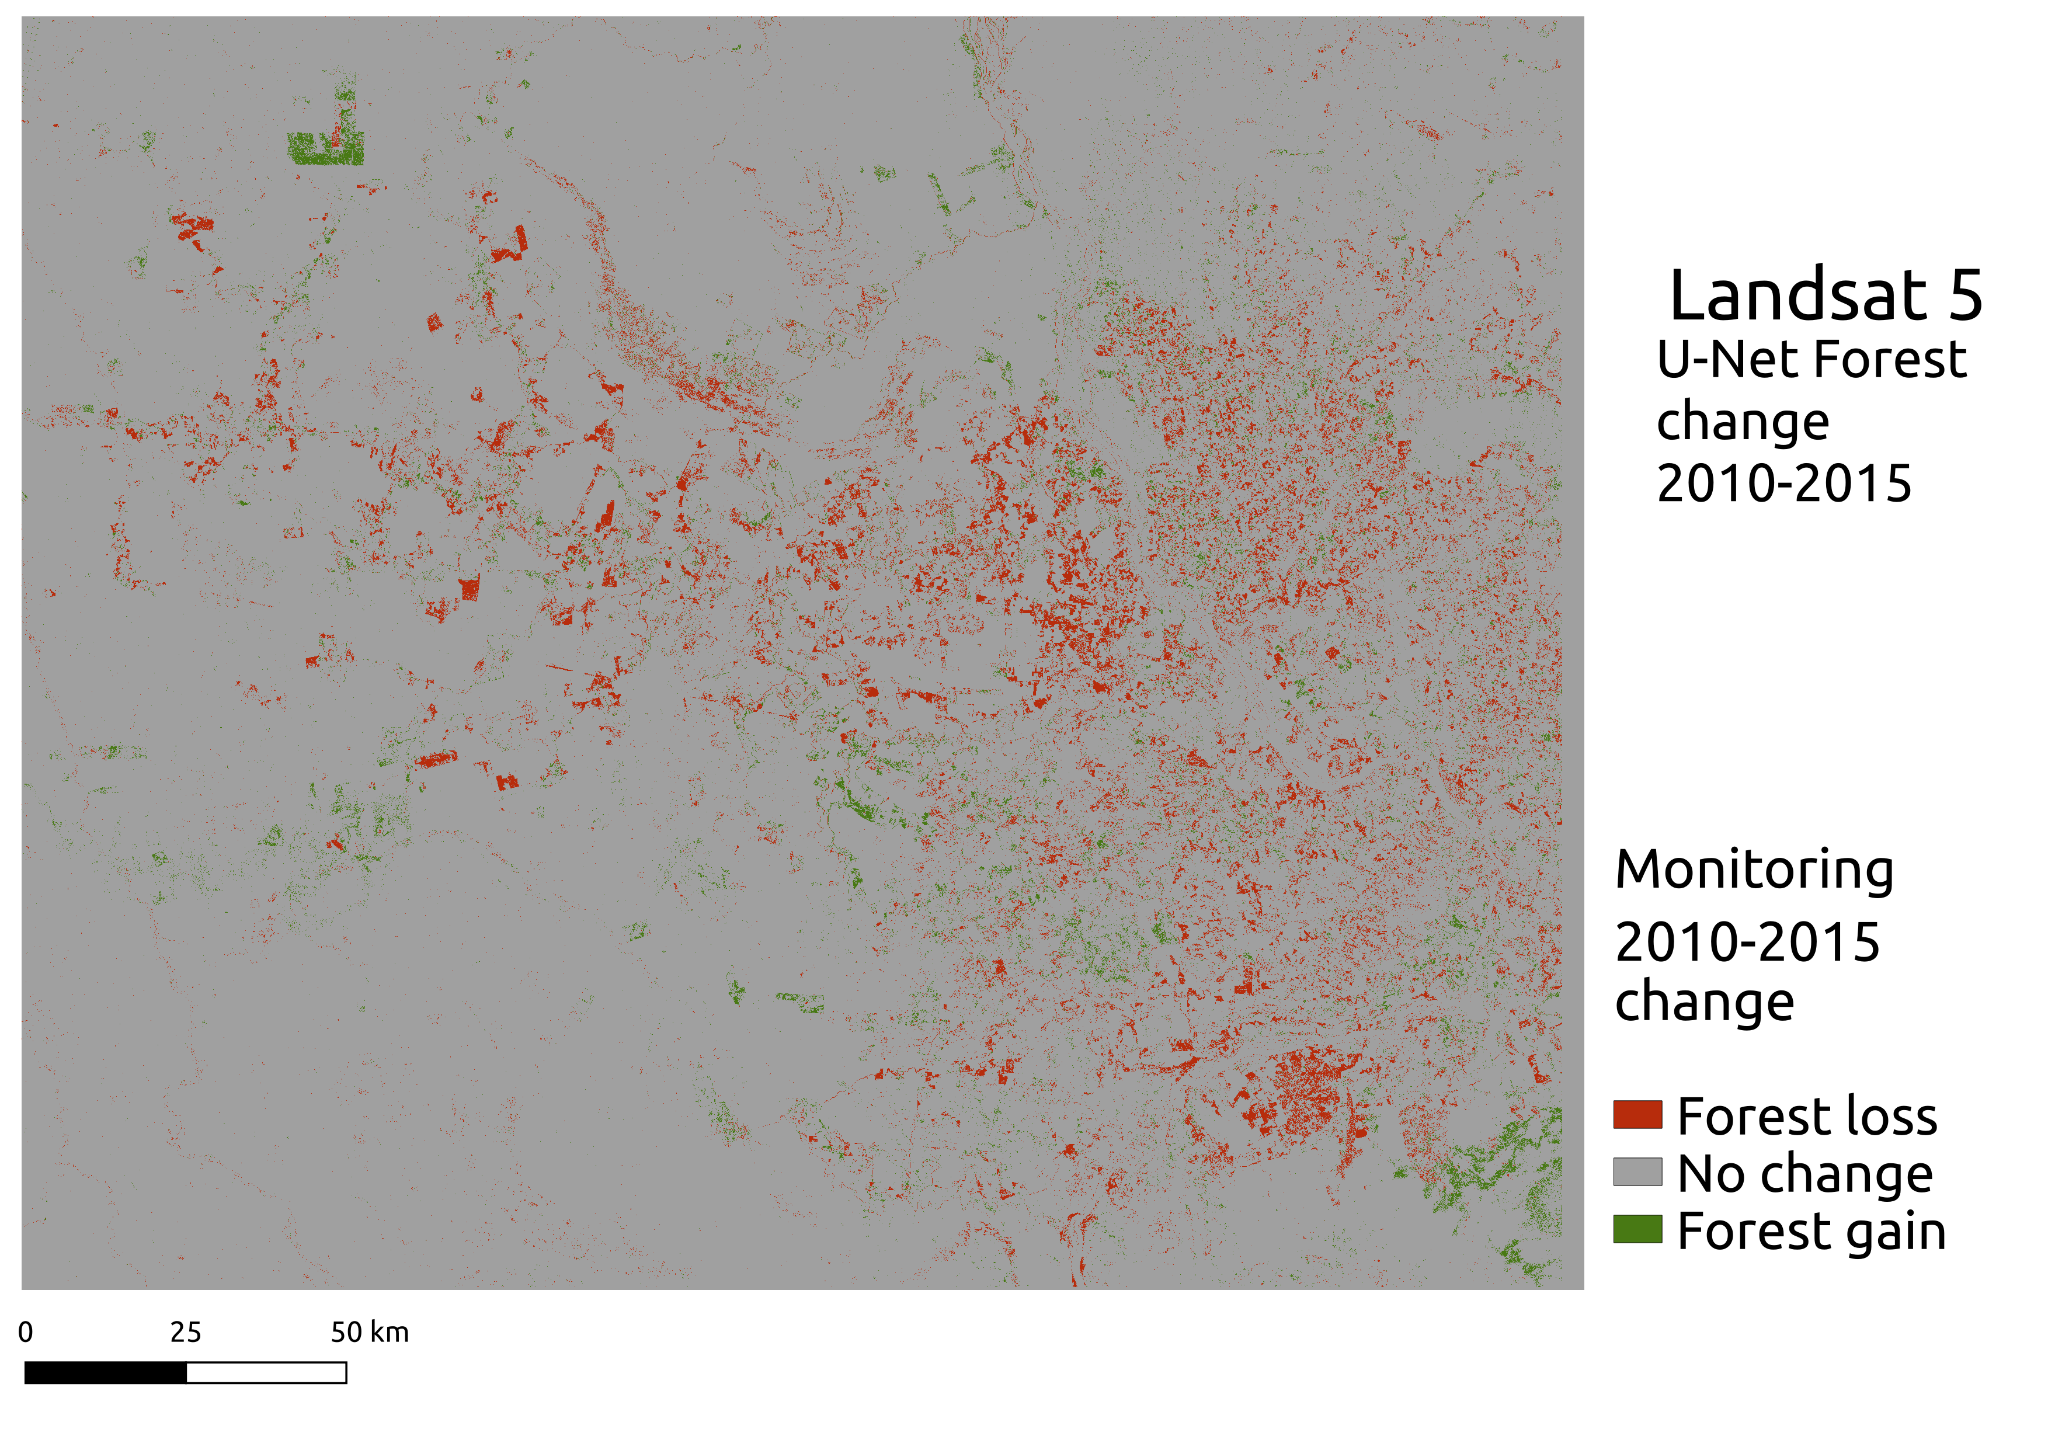 Landsat 5
U-Net Forest
change
2010-2015
Monitoring
2010-2015
change
Forest loss
No change
Forest gain
0 25 50 km